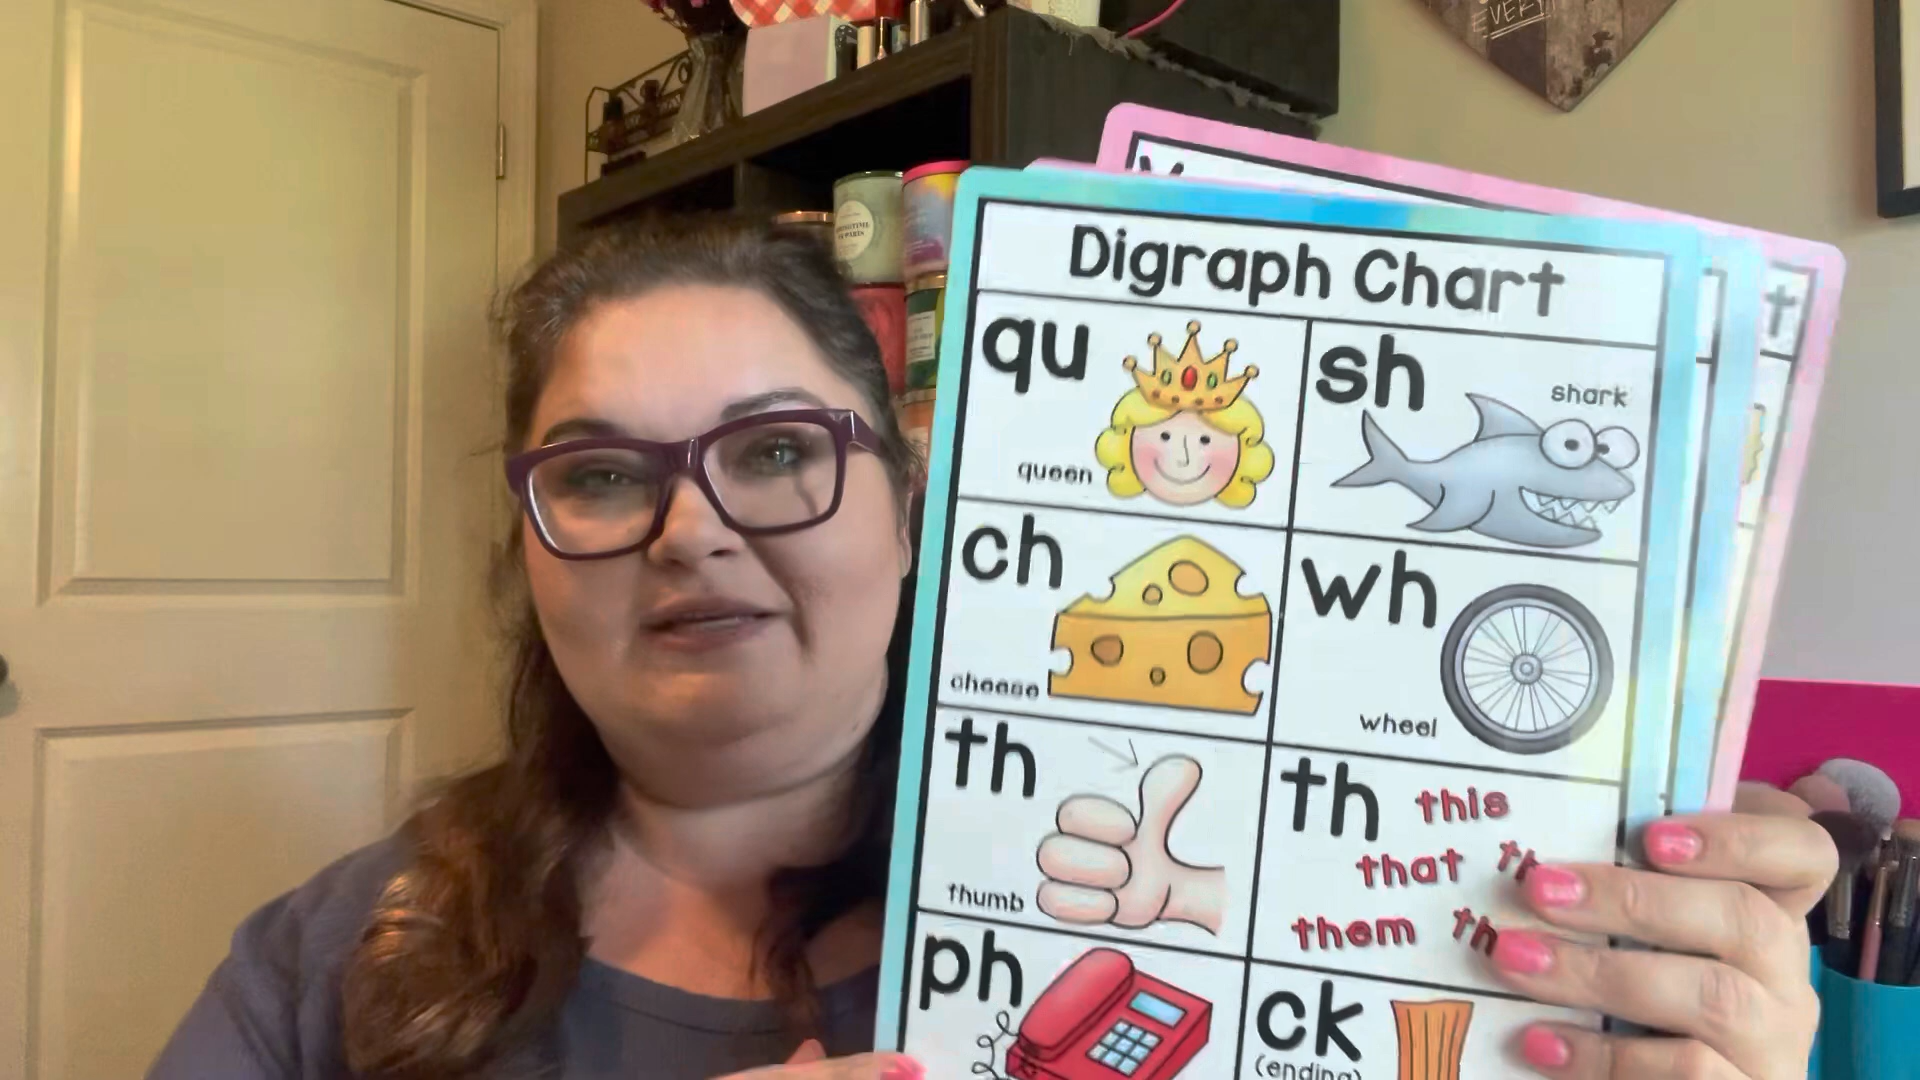 EVERY
Digraph Chart
qu
queen
sh
shark
ch
cheese
wh
wheel
th
thumb
th this
that
them
ph
ck
(ending)